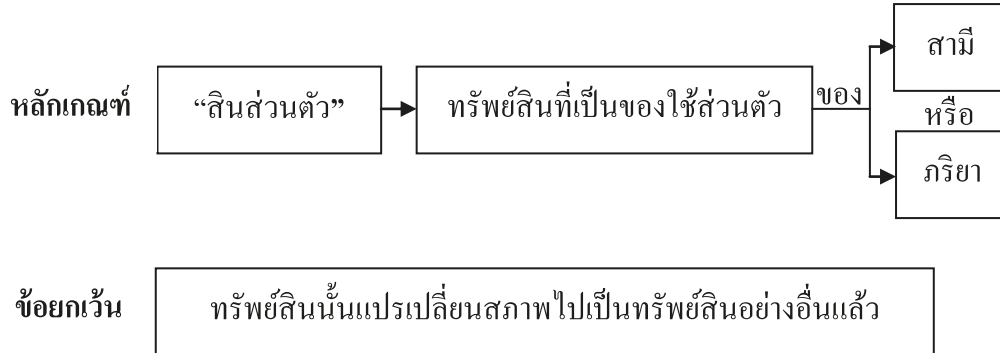 สามี
หลักเกณฑ์ “สินส่วนตัว” ทรัพย์สินที่เป็นของใช้ส่วนตัว ของ
หรือ
ภริยา
ข้อยกเว้น ทรัพย์สินนั้นแปรเปลี่ยนสภาพไปเป็นทรัพย์สินอย่างอื่นแล้ว